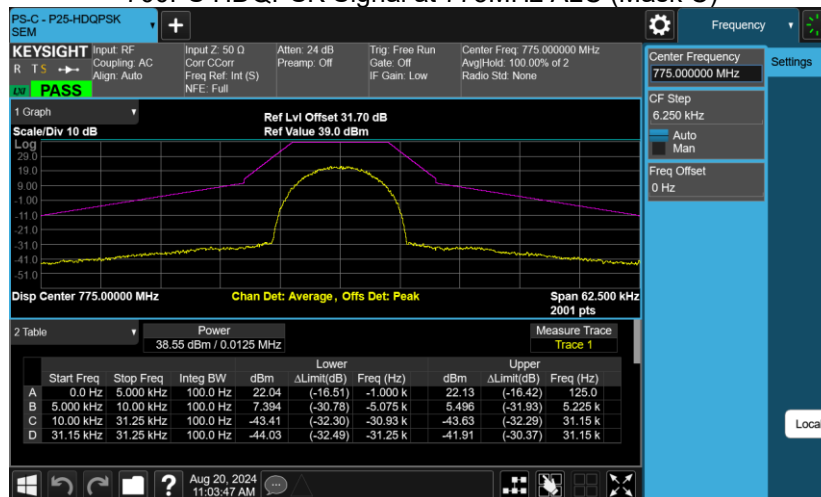 PS-C - P25-HDQPSK
SEM
Frequency
KEYSIGHT
R T S
LNI PASS
Input: RF
Coupling: AC
Align: Auto
Input Z: 50 Ω
Corr CCorr
Freq Ref: Int (S)
NFE: Full
Atten: 24 dB
Preamp: Off
Trig: Free Run
Gate: Off
IF Gain: Low
Center Freq: 775.000000 MHz
Avg|Hold: 100.00% of 2
Radio Std: None
Center Frequency
775.000000 MHz
Settings
CF Step
6.250 kHz
Auto
Man
Freq Offset
0 Hz
1 Graph
Scale/Div 10 dB
Ref Lvl Offset 31.70 dB
Ref Value 39.0 dBm
Log
29.0
19.0
9.00
-1.00
-11.0
-21.0
-31.0
-41.0
-51.0
Disp Center 775.00000 MHz
Chan Det: Average , Offs Det: Peak
Span 62.500 kHz
2001 pts
2 Table
Power
38.55 dBm / 0.0125 MHz
Measure Trace
Trace 1
Lower Upper
Start Freq Stop Freq Integ BW dBm ΔLimit(dB) Freq (Hz) dBm ΔLimit(dB) Freq (Hz)
A 0.0 Hz 5.000 kHz 100.0 Hz 22.04 (-16.51) -1.000 k 22.13 (-16.42) 125.0
B 5.000 kHz 10.00 kHz 100.0 Hz 7.394 (-30.78) -5.075 k 5.496 (-31.93) 5.225 k
C 10.00 kHz 31.25 kHz 100.0 Hz -43.41 (-32.30) -30.93 k -43.63 (-32.29) 31.15 k
D 31.15 kHz 31.25 kHz 100.0 Hz -44.03 (-32.49) -31.25 k -41.91 (-30.37) 31.15 k
Local
Aug 20, 2024
11:03:47 AM